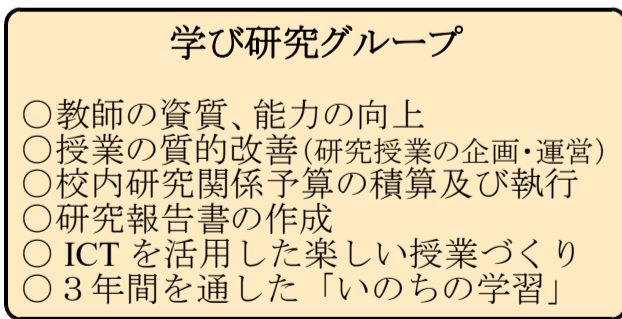 学び研究グループ
○教師の資質、能力の向上
○授業の質的改善(研究授業の企画・運営)
○校内研究関係予算の積算及び執行
○研究報告書の作成
○ ICT を活用した楽しい授業づくり
○３年間を通した「いのちの学習」